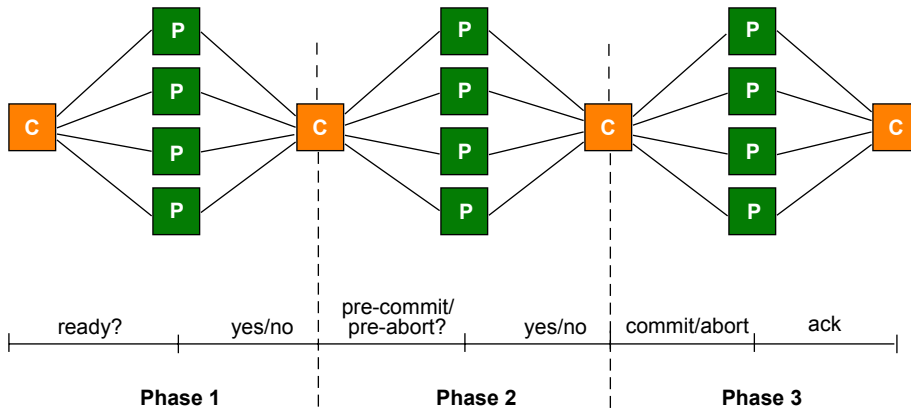 P P P
P P P
C C C C
P P P
P P P
pre-commit/
ready? yes/no pre-abort? yes/no commit/abort ack
Phase 1 Phase 2 Phase 3